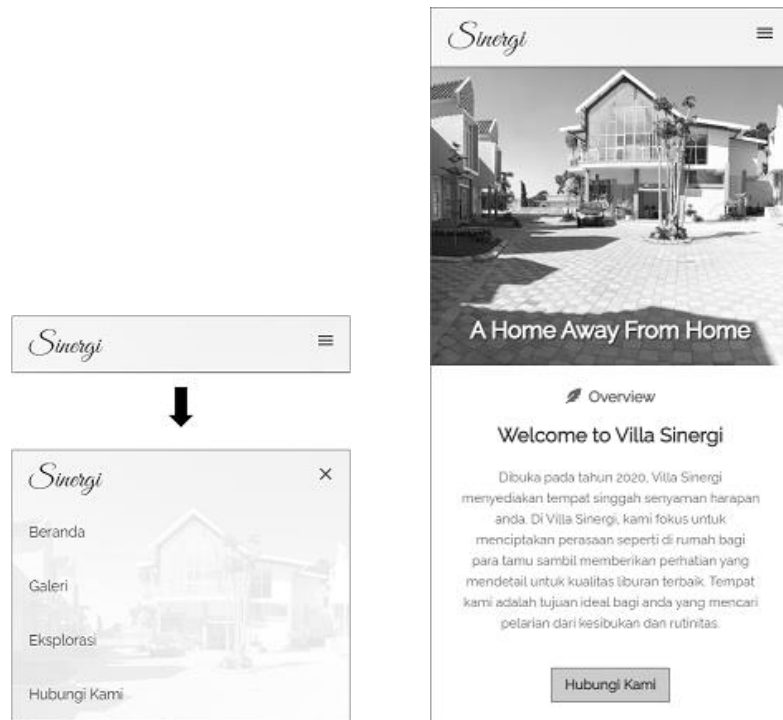 Sinergi
Sinergi
Beranda
Galeri
Eksplorasi
Hubungi Kami
Sinergi
A Home Away From Home
Overview
Welcome to Villa Sinergi
Dibuka pada tahun 2020, Villa Sinergi
menyediakan tempat singgah senyaman harapan
anda. Di Villa Sinergi, kami fokus untuk
menciptakan perasaan seperti di rumah bagi
para tamu sambil memberikan perhatian yang
mendetail untuk kualitas liburan terbaik. Tempat
kami adalah tujuan ideal bagi anda yang mencari
pelarian dari kesibukan dan rutinitas.
Hubungi Kami